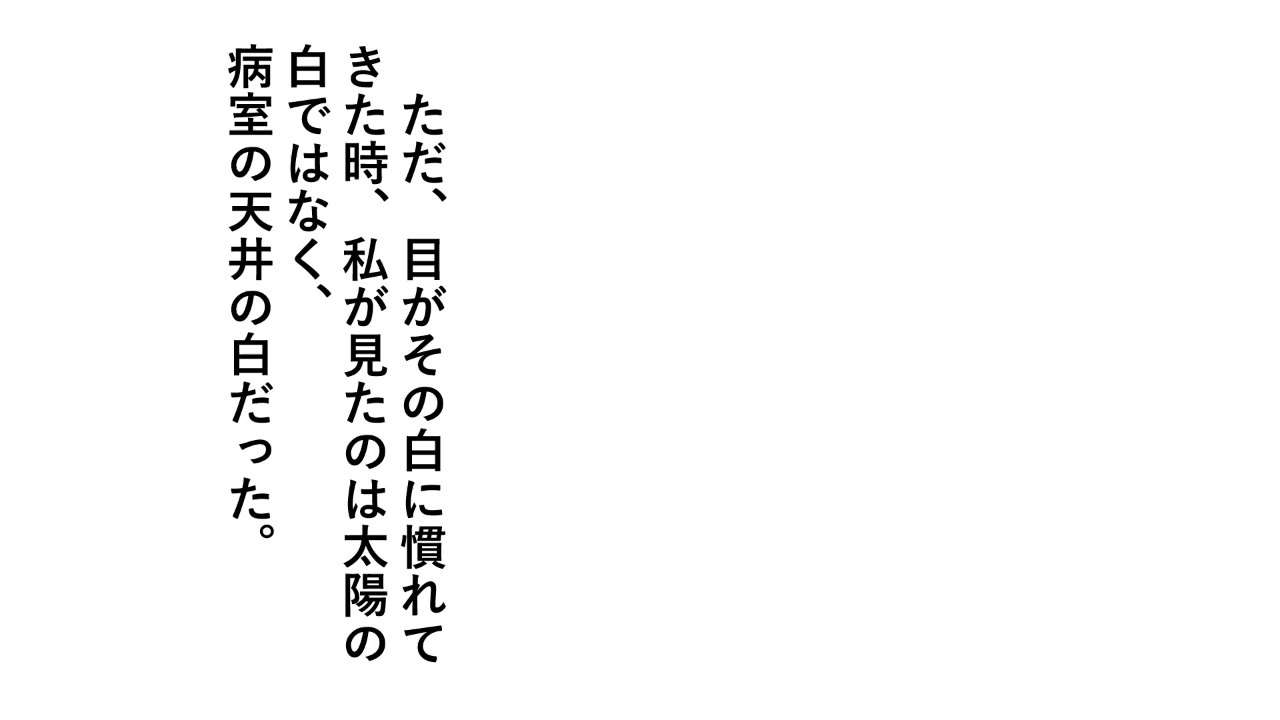 ただ、目がその白に慣れて
きた時、私が見たのは太陽の
白ではなく、
病室の天井の白だった。